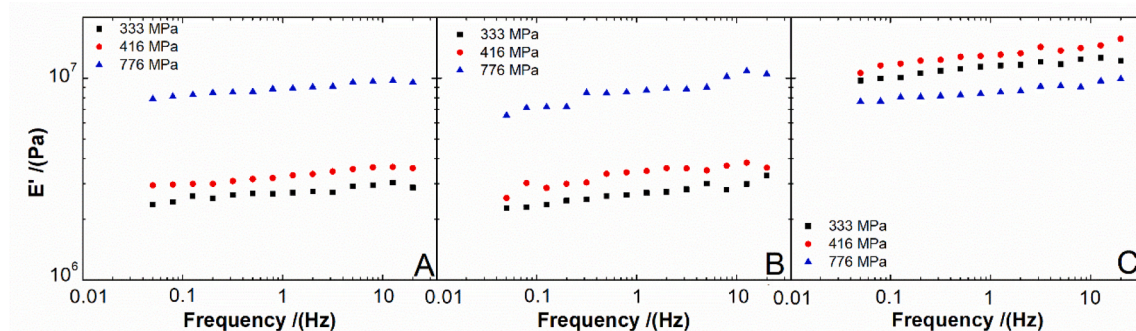 333 MPa
416 MPa
776 MPa
333 MPa
416 MPa
776 MPa
10⁷
E' /(Pa)
333 MPa
416 MPa
776 MPa
10⁶
A
B
C
0.01 0.1 1 10 0.01 0.1 1 10 0.01 0.1 1 10
Frequency /(Hz) Frequency /(Hz) Frequency /(Hz)